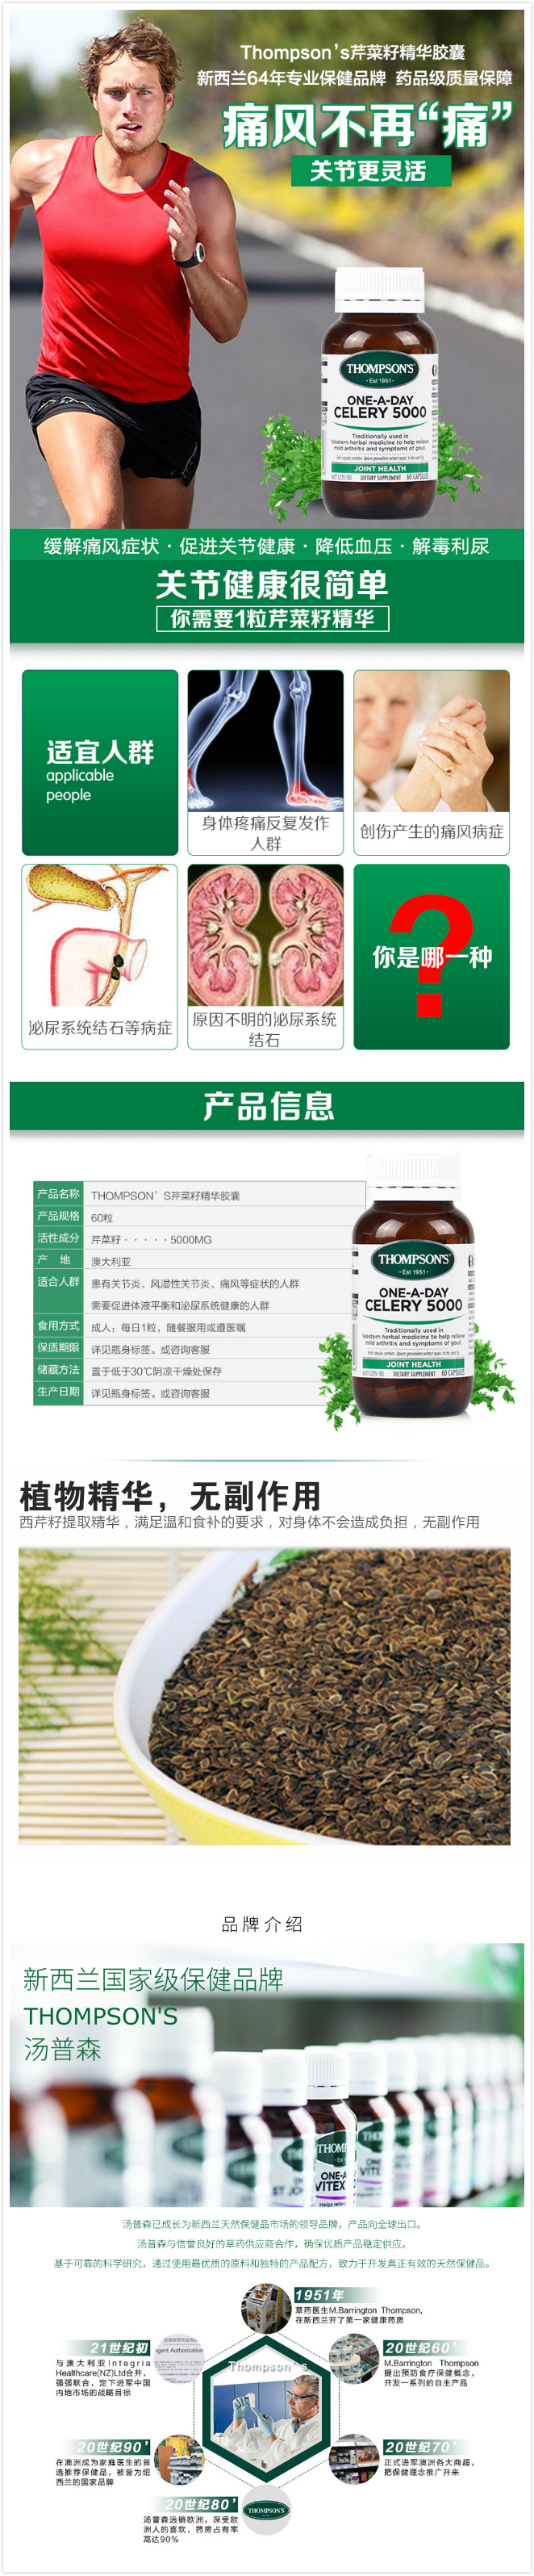 Thompson's芹菜籽精华胶囊
新西兰64年专业保健品牌 药品级质量保障
痛风不再“痛”
关节更灵活
THOMPSON'S
Est 1951
ONE-A-DAY
CELERY 5000
Traditionally used in
Western herbal medicine to help relieve
mild arthritis and symptoms of gout.
JOINT HEALTH
DIETARY SUPPLEMENT 60 CAPSULES
缓解痛风症状·促进关节健康·降低血压·解毒利尿
关节健康很简单
你需要1粒芹菜籽精华
适宜人群
applicable
people
身体疼痛反复发作
人群
创伤产生的痛风病症
泌尿系统结石等病症
原因不明的泌尿系统
结石
?
你是哪一种
产品信息
产品名称 THOMPSON'S芹菜籽精华胶囊
产品规格 60粒
活性成分 芹菜籽·····5000MG
产 地 澳大利亚
适合人群 患有关节炎、风湿性关节炎、痛风等症状的人群
需要促进体液平衡和泌尿系统健康的人群
食用方式 成人：每日1粒，随餐服用或遵医嘱
保质期限 详见瓶身标签。或咨询客服
储藏方法 置于低于30℃阴凉干燥处保存
生产日期 详见瓶身标签。或咨询客服
THOMPSON'S
Est 1951
ONE-A-DAY
CELERY 5000
Traditionally used in
Western herbal medicine to help relieve
mild arthritis and symptoms of gout.
JOINT HEALTH
DIETARY SUPPLEMENT 60 CAPSULES
植物精华，无副作用
西芹籽提取精华，满足温和食补的要求，对身体不会造成负担，无副作用
品牌介绍
新西兰国家级保健品牌
THOMPSON'S
汤普森
汤普森已成长为新西兰天然保健品市场的领导品牌，产品向全球出口。
汤普森与信誉良好的草药供应商合作，确保优质产品稳定供应。
基于可靠的科学研究，通过使用最优质的原料和独特的产品配方，致力于开发真正有效的天然保健品。
1951年
草药医生M.Barrington Thompson,
在新西兰开了第一家健康药房
21世纪初
与澳大利亚Integria
Healthcare(NZ)Ltd合并，
强强联合，定下进军中国
内地市场的战略目标
20世纪60'
M.Barrington Thompson
提出预防食疗保健概念，
开发一系列的自主产品
Thompson's
20世纪90'
在澳洲成为家庭医生的首
选推荐保健品，被誉为纽
西兰的国家品牌
20世纪70'
正式进军澳洲各大商超，
把保健理念推广开来
20世纪80'
汤普森远销欧洲，深受欧
洲人的喜欢，药房占有率
高达90%
THOMPSON'S